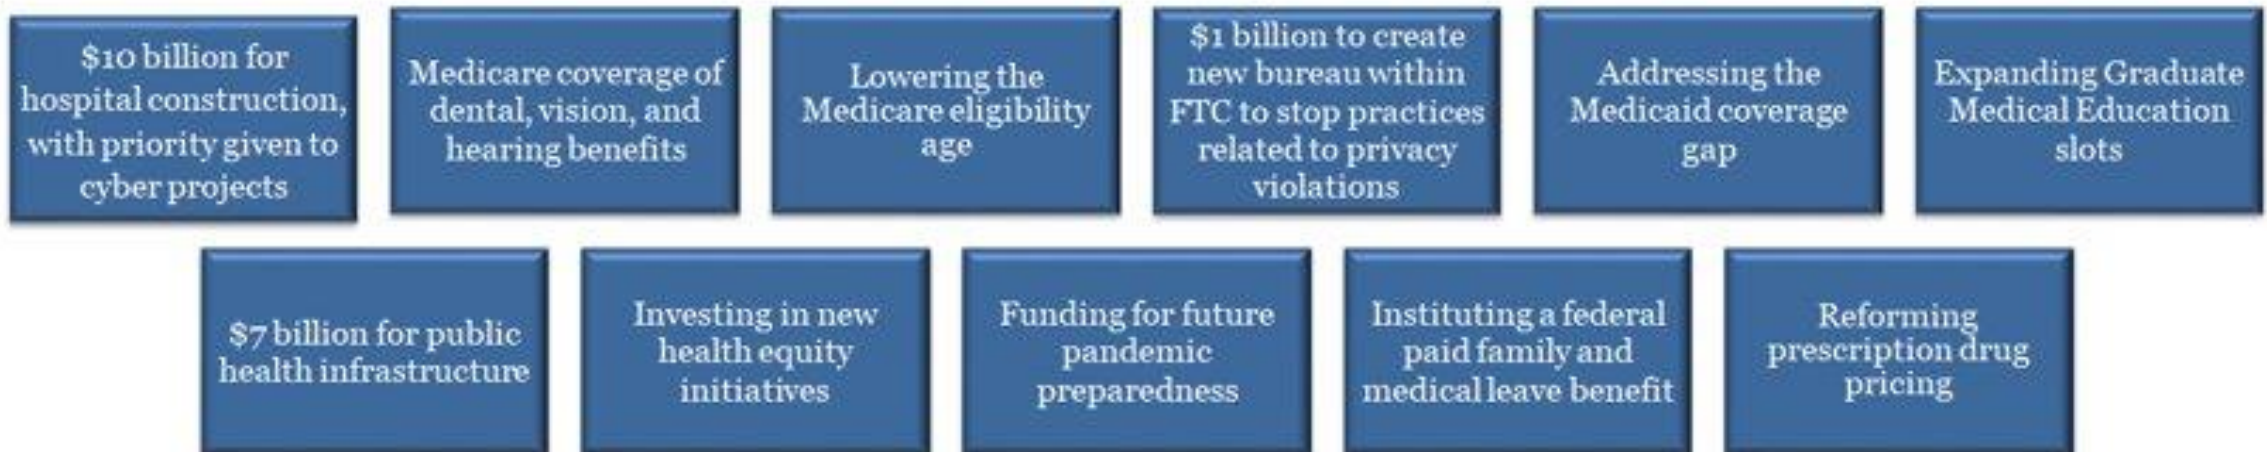 $10 billion for
hospital construction,
with priority given to
cyber projects
Medicare coverage of
dental, vision, and
hearing benefits
Lowering the
Medicare eligibility
age
$1 billion to create
new bureau within
FTC to stop practices
related to privacy
violations
Addressing the
Medicaid coverage
gap
Expanding Graduate
Medical Education
slots
$7 billion for public
health infrastructure
Investing in new
health equity
initiatives
Funding for future
pandemic
preparedness
Instituting a federal
paid family and
medical leave benefit
Reforming
prescription drug
pricing